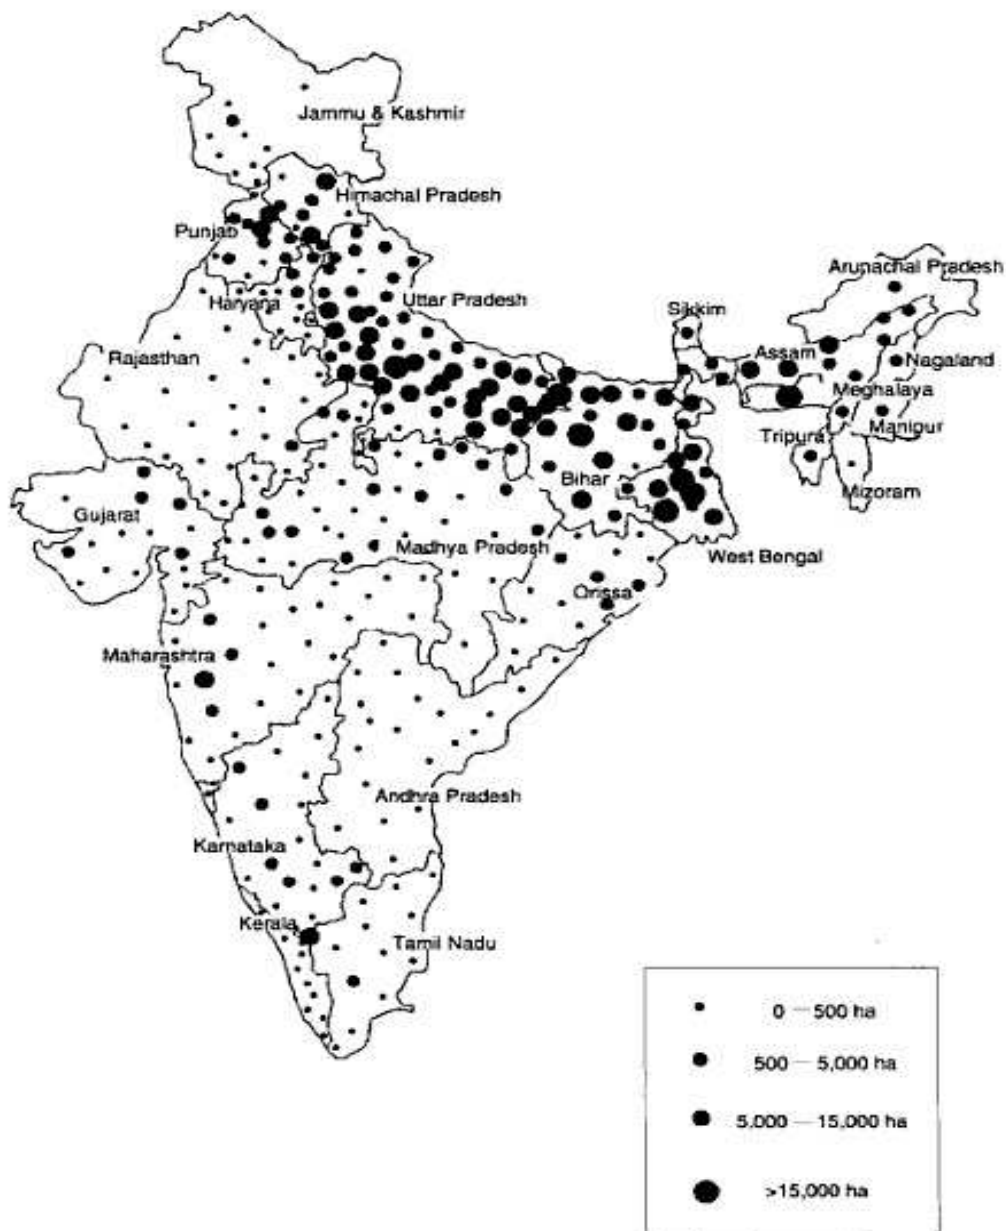 Jammu & Kashmir
Himachal Pradesh
Punjab
Arunachal Pradesh
Haryana
Uttar Pradesh
Sikkim
Rajasthan
Assam
Nagaland
Meghalaya
Manipur
Tripura
Bihar
Mizoram
Gujarat
Madhya Pradesh
West Bengal
Orissa
Maharashtra
Andhra Pradesh
Karnataka
Kerala
Tamil Nadu
0 — 500 ha
500 — 5,000 ha
5,000 — 15,000 ha
>15,000 ha